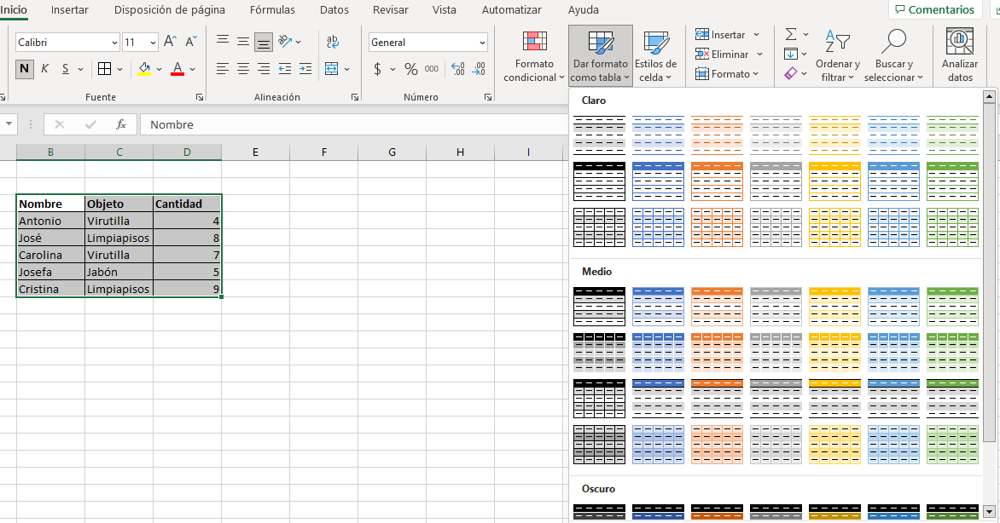 Inicio Insertar Disposición de página Fórmulas Datos Revisar Vista Automatizar Ayuda Comentarios
Calibri 11 A A ab General Formato condicional Dar formato como tabla Estilos de celda Insertar Eliminar Formato Ordenar y filtrar Buscar y seleccionar Analizar datos
N K S A $ % 000
Fuente Alineación Número
fx Nombre
B C D E F G H I
Nombre Objeto Cantidad
Antonio Virutilla 4
José Limpiapisos 8
Carolina Virutilla 7
Josefa Jabón 5
Cristina Limpiapisos 9
Claro
Medio
Oscuro